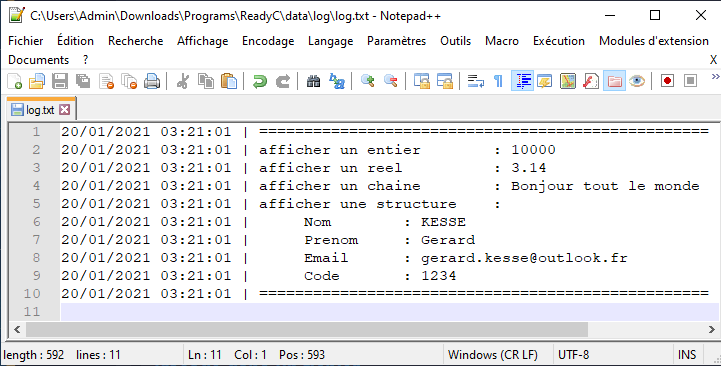 C:\Users\Admin\Downloads\Programs\ReadyC\data\log\log.txt - Notepad++
Fichier Édition Recherche Affichage Encodage Langage Paramètres Outils Macro Exécution Modules d'extension
Documents ? X
log.txt
1 20/01/2021 03:21:01 | ==================================================
2 20/01/2021 03:21:01 | afficher un entier : 10000
3 20/01/2021 03:21:01 | afficher un reel : 3.14
4 20/01/2021 03:21:01 | afficher un chaine : Bonjour tout le monde
5 20/01/2021 03:21:01 | afficher une structure :
6 20/01/2021 03:21:01 | Nom : KESSE
7 20/01/2021 03:21:01 | Prenom : Gerard
8 20/01/2021 03:21:01 | Email : gerard.kesse@outlook.fr
9 20/01/2021 03:21:01 | Code : 1234
10 20/01/2021 03:21:01 | ==================================================
11
length : 592 lines : 11 Ln : 11 Col : 1 Pos : 593 Windows (CR LF) UTF-8 INS